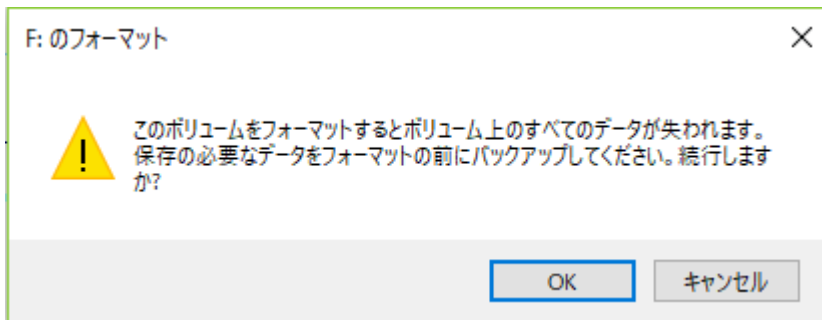 F: のフォーマット
このボリュームをフォーマットするとボリューム上のすべてのデータが失われます。
保存の必要なデータをフォーマットの前にバックアップしてください。続行します
か?
OK
キャンセル